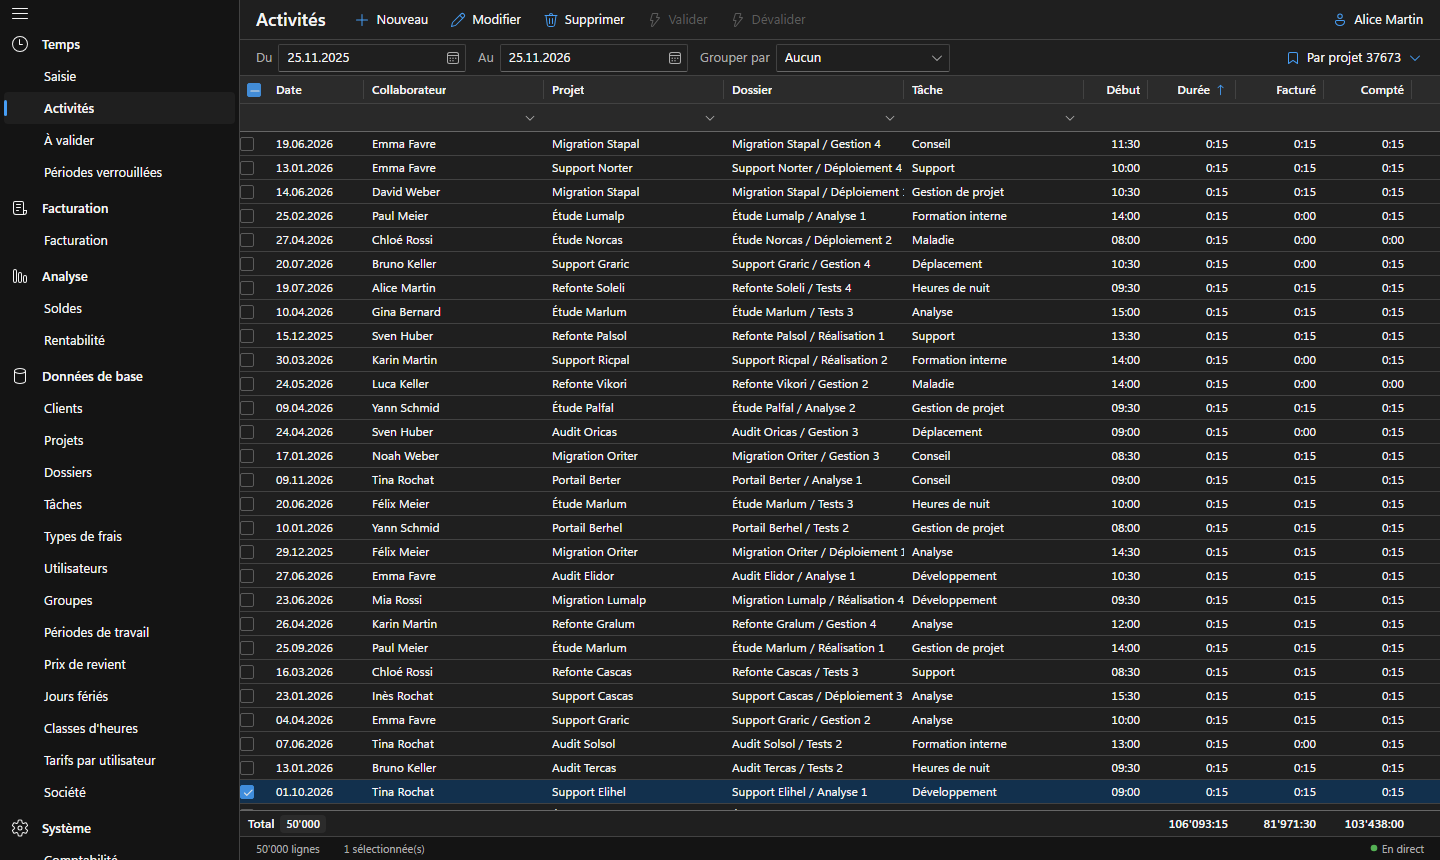 Activités
Nouveau
Modifier
Supprimer
Valider
Dévalider
Alice Martin
Temps
Saisie
Activités
À valider
Périodes verrouillées
Facturation
Facturation
Analyse
Soldes
Rentabilité
Données de base
Clients
Projets
Dossiers
Tâches
Types de frais
Utilisateurs
Groupes
Périodes de travail
Prix de revient
Jours fériés
Classes d'heures
Tarifs par utilisateur
Société
Système
Comptabilité
Du 25.11.2025 Au 25.11.2026 Grouper par Aucun Par projet 37673
Date Collaborateur Projet Dossier Tâche Début Durée Facturé Compté
19.06.2026 Emma Favre Migration Stapal Migration Stapal / Gestion 4 Conseil 11:30 0:15 0:15 0:15
13.01.2026 Emma Favre Support Norter Support Norter / Déploiement 4 Support 10:00 0:15 0:15 0:15
14.06.2026 David Weber Migration Stapal Migration Stapal / Déploiement Gestion de projet 10:30 0:15 0:15 0:15
25.02.2026 Paul Meier Étude Lumalp Étude Lumalp / Analyse 1 Formation interne 14:00 0:15 0:00 0:15
27.04.2026 Chloé Rossi Étude Norcas Étude Norcas / Déploiement 2 Maladie 08:00 0:15 0:00 0:00
20.07.2026 Bruno Keller Support Graric Support Graric / Gestion 4 Déplacement 10:30 0:15 0:00 0:15
19.07.2026 Alice Martin Refonte Soleli Refonte Soleli / Tests 4 Heures de nuit 09:30 0:15 0:15 0:15
10.04.2026 Gina Bernard Étude Marlum Étude Marlum / Tests 3 Analyse 15:00 0:15 0:15 0:15
15.12.2025 Sven Huber Refonte Palsol Refonte Palsol / Réalisation 1 Support 13:30 0:15 0:15 0:15
30.03.2026 Karin Martin Support Ricpal Support Ricpal / Réalisation 2 Formation interne 14:00 0:15 0:00 0:15
24.05.2026 Luca Keller Refonte Vikori Refonte Vikori / Gestion 2 Maladie 14:00 0:15 0:00 0:00
09.04.2026 Yann Schmid Étude Palfal Étude Palfal / Analyse 2 Gestion de projet 09:30 0:15 0:15 0:15
24.04.2026 Sven Huber Audit Oricas Audit Oricas / Gestion 3 Déplacement 09:00 0:15 0:00 0:15
17.01.2026 Noah Weber Migration Oriter Migration Oriter / Gestion 3 Conseil 08:30 0:15 0:15 0:15
09.11.2026 Tina Rochat Portail Berter Portail Berter / Analyse 1 Conseil 09:00 0:15 0:15 0:15
20.06.2026 Félix Meier Étude Marlum Étude Marlum / Tests 3 Heures de nuit 10:00 0:15 0:15 0:15
10.01.2026 Yann Schmid Portail Berhel Portail Berhel / Tests 2 Gestion de projet 08:00 0:15 0:15 0:15
29.12.2025 Félix Meier Migration Oriter Migration Oriter / Déploiement 1 Analyse 14:30 0:15 0:15 0:15
27.06.2026 Emma Favre Audit Elidor Audit Elidor / Analyse 1 Développement 10:30 0:15 0:15 0:15
23.06.2026 Mia Rossi Migration Lumalp Migration Lumalp / Réalisation 4 Développement 09:30 0:15 0:15 0:15
26.04.2026 Karin Martin Refonte Gralum Refonte Gralum / Gestion 4 Analyse 12:00 0:15 0:15 0:15
25.09.2026 Paul Meier Étude Marlum Étude Marlum / Réalisation 1 Gestion de projet 14:00 0:15 0:15 0:15
16.03.2026 Chloé Rossi Refonte Cascas Refonte Cascas / Tests 3 Support 08:30 0:15 0:15 0:15
23.01.2026 Inès Rochat Support Cascas Support Cascas / Déploiement 3 Analyse 15:30 0:15 0:15 0:15
04.04.2026 Emma Favre Support Graric Support Graric / Gestion 2 Analyse 10:00 0:15 0:15 0:15
07.06.2026 Tina Rochat Audit Solsol Audit Solsol / Tests 2 Formation interne 13:00 0:15 0:00 0:15
13.01.2026 Bruno Keller Audit Tercas Audit Tercas / Tests 2 Heures de nuit 09:30 0:15 0:15 0:15
01.10.2026 Tina Rochat Support Elihel Support Elihel / Analyse 1 Développement 09:00 0:15 0:15 0:15
Total 50'000 106'093:15 81'971:30 103'438:00
50'000 lignes 1 sélectionnée(s) En direct